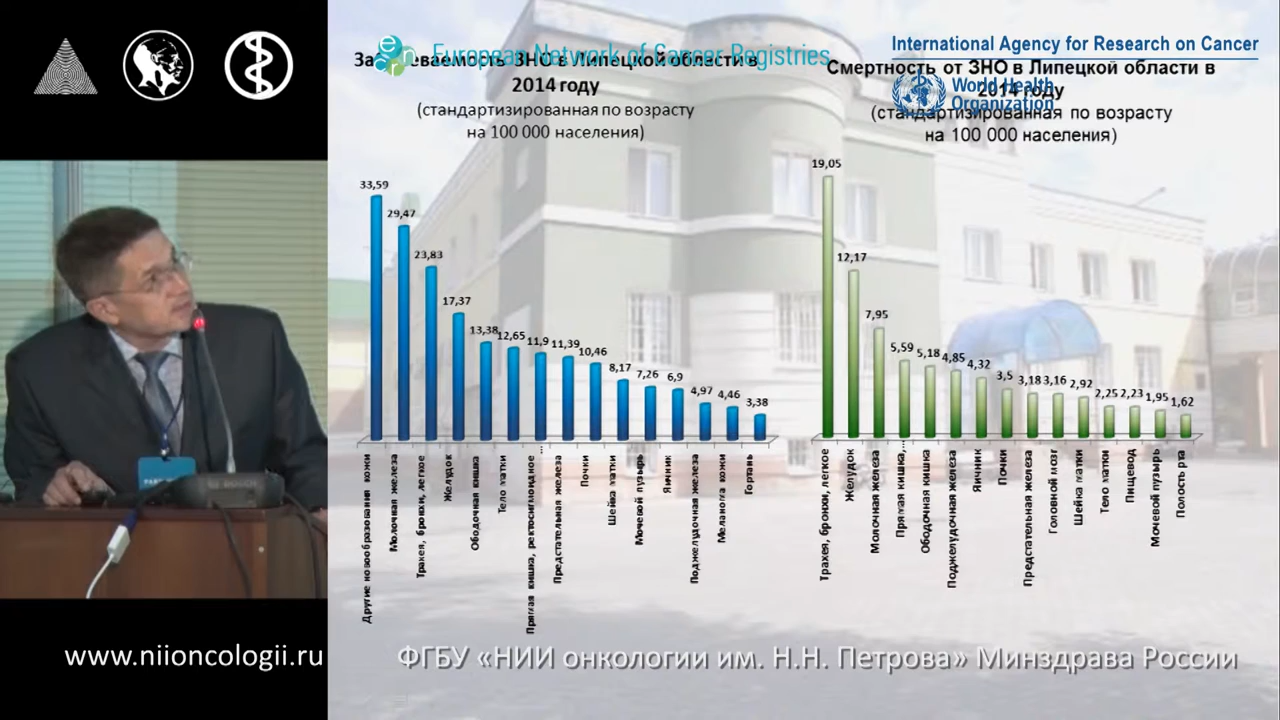 European Network of Cancer Registries
Заболеваемость ЗНО в Липецкой области в
2014 году
(стандартизированная по возрасту
на 100 000 населения)
33,59
29,47
23,83
17,37
13,38
12,65
11,9
11,39
10,46
8,17
7,26
6,9
4,97
4,46
3,38
Другие новообразования кожи
Молочная железа
Трахея, бронхи, легкое
Желудок
Ободочная кишка
Тело матки
Прямая кишка, ректосигмоидное…
Предстательная железа
Почки
Шейка матки
Мочевой пузырь
Яичник
Поджелудочная железа
Меланома кожи
Гортань
International Agency for Research on Cancer
World Health
Organization
Смертность от ЗНО в Липецкой области в
2014 году
(стандартизированная по возрасту
на 100 000 населения)
19,05
12,17
7,95
5,59
5,18
4,85
4,32
3,5
3,18
3,16
2,92
2,25
2,23
1,95
1,62
Трахея, бронхи, легкое
Желудок
Молочная железа
Прямая кишка,…
Ободочная кишка
Поджелудочная железа
Яичник
Почки
Предстательная железа
Головной мозг
Шейка матки
Тело матки
Пищевод
Мочевой пузырь
Полость рта
BOSCH
www.niioncologii.ru
ФГБУ «НИИ онкологии им. Н.Н. Петрова» Минздрава России